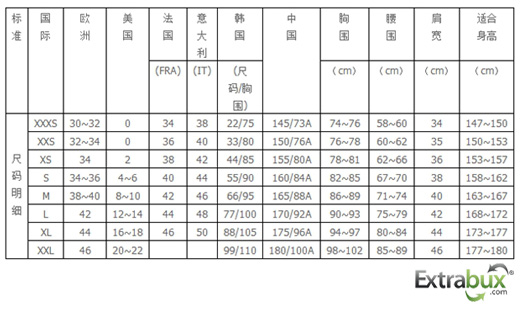 标准 国际 欧洲 美国 法国 意大利 韩国 中国 胸围 腰围 肩宽 适合身高
(FRA) (IT) (尺码/胸围) (cm) (cm) (cm) (cm)
尺码明细
XXXS 30~32 0 34 38 22/75 145/73A 74~76 58~60 34 147~150
XXS 32~34 0 36 40 33/80 150/76A 76~78 60~62 35 150~153
XS 34 2 38 42 44/85 155/80A 78~81 62~66 36 153~157
S 34~36 4~6 40 44 55/90 160/84A 82~85 67~70 38 158~162
M 38~40 8~10 42 46 66/95 165/88A 86~89 71~74 40 163~167
L 42 12~14 44 48 77/100 170/92A 90~93 75~79 42 168~172
XL 44 16~18 46 50 88/105 175/96A 94~97 80~84 44 173~177
XXL 46 20~22 99/110 180/100A 98~102 85~89 46 177~180
Extrabux®
.com